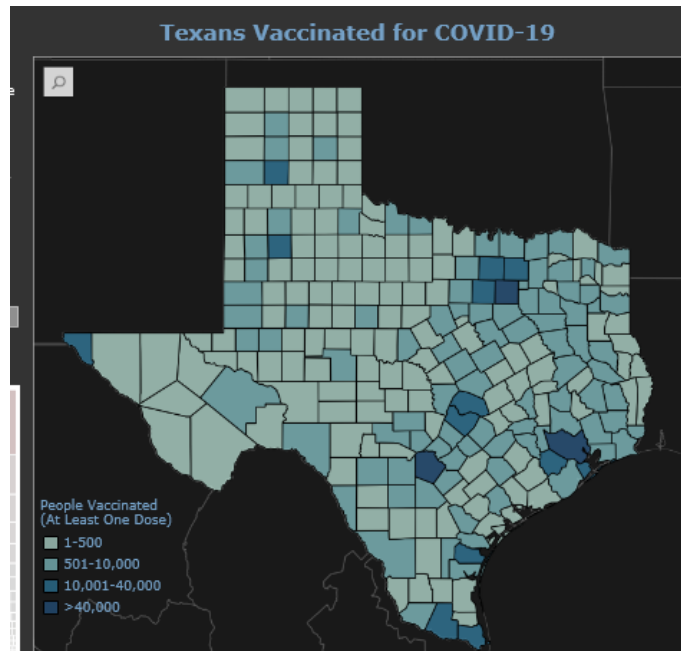 Texans Vaccinated for COVID-19
People Vaccinated
(At Least One Dose)
1-500
501-10,000
10,001-40,000
>40,000